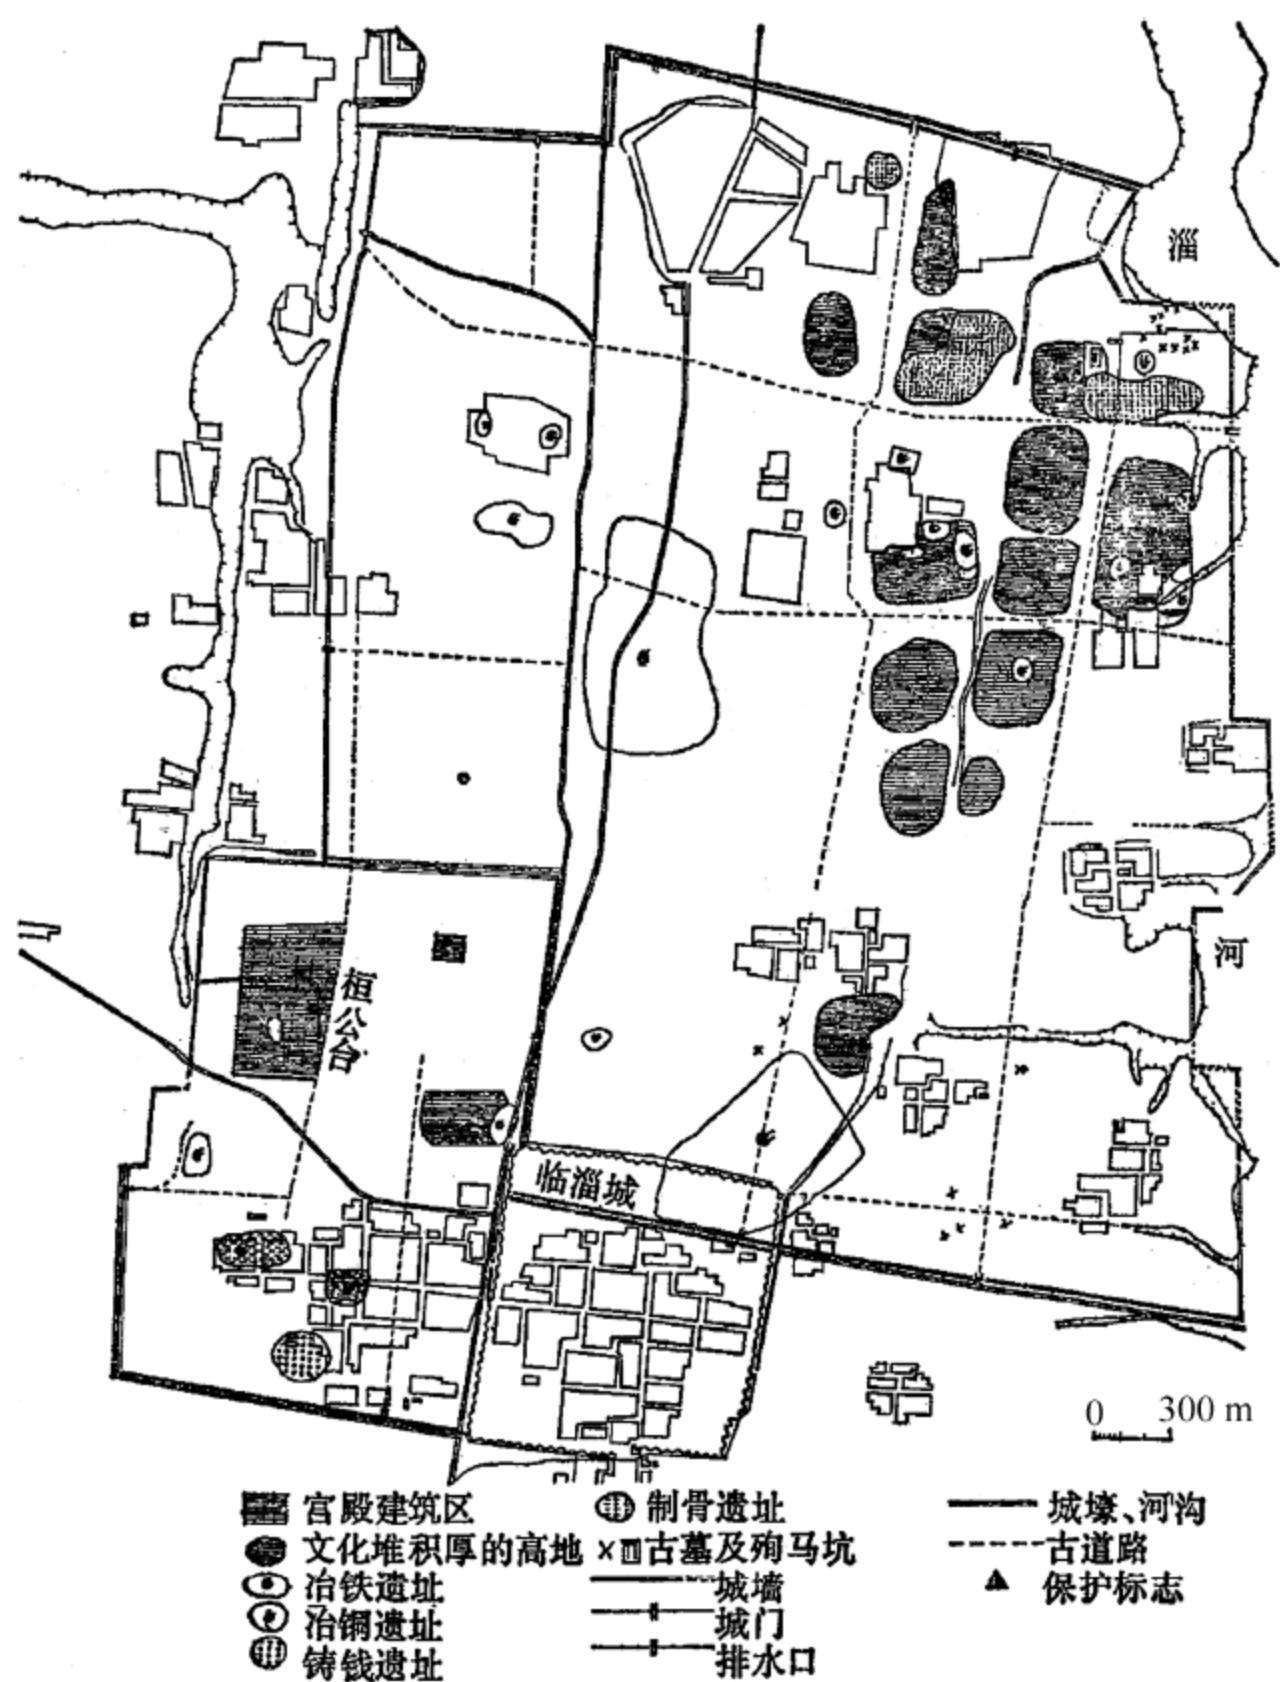 淄
河
桓公台
临淄城
0 300 m
宫殿建筑区
文化堆积厚的高地
冶铁遗址
冶铜遗址
铸钱遗址
制骨遗址
古墓及殉马坑
城墙
城门
排水口
城壕、河沟
古道路
保护标志